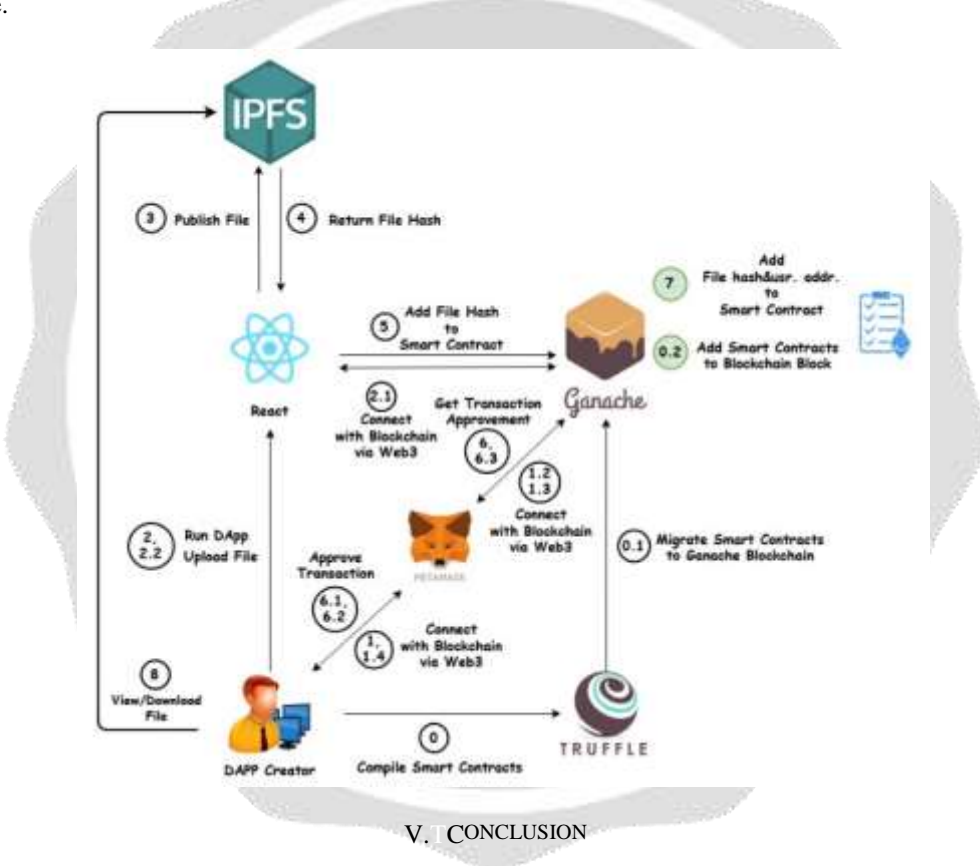 IPFS
3 Publish File
4 Return File Hash
Add
File hash&usr. addr.
to
Smart Contract
7
Add File Hash
to
Smart Contract
5
0.2 Add Smart Contracts
to Blockchain Block
React
Ganache
2.1
Connect
with Blockchain
via Web3
Get Transaction
Approvement
6,
6.3
1.2
1.3
Connect
with Blockchain
via Web3
2,
2.2
Run DApp
Upload File
0.1 Migrate Smart Contracts
to Ganache Blockchain
METAMASK
Approve
Transaction
6.1,
6.2
1,
1.4
Connect
with Blockchain
via Web3
8
View/Download
File
DAPP Creator
0
Compile Smart Contracts
TRUFFLE
V. TCONCLUSION